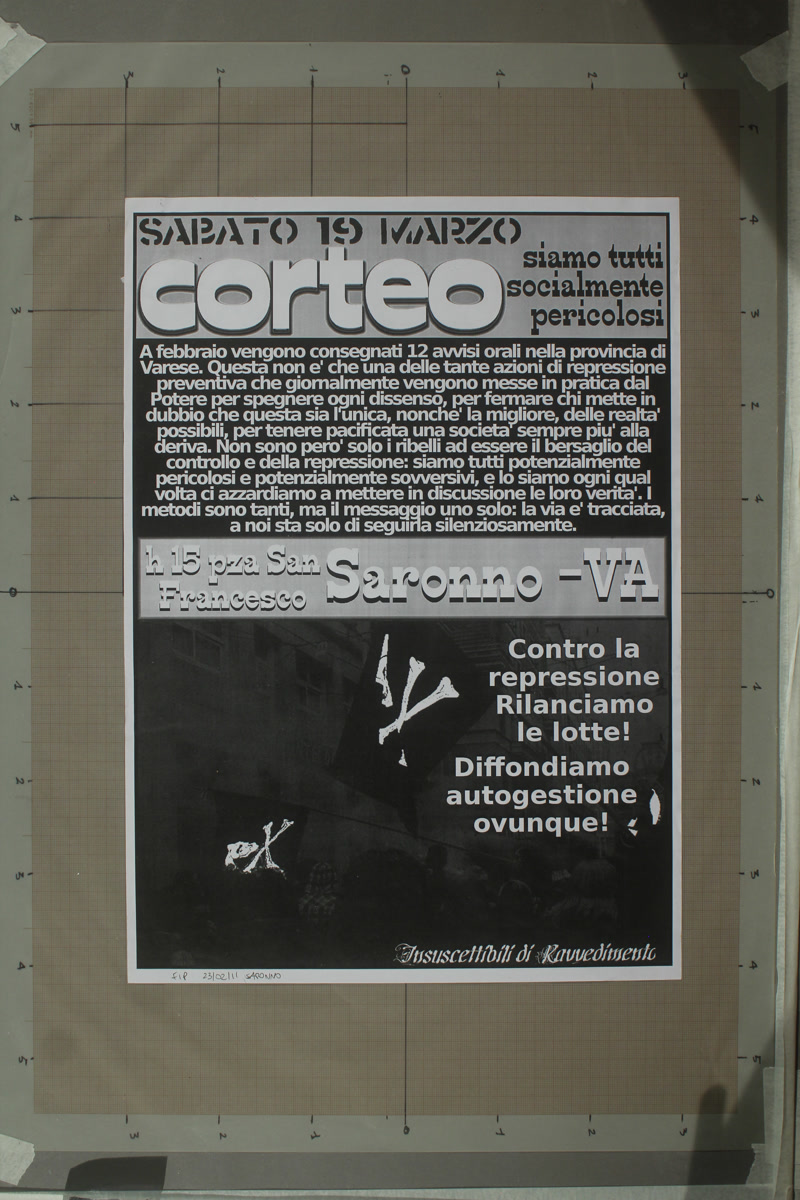 SABATO 19 MARZO
corteo
siamo tutti
socialmente
pericolosi
A febbraio vengono consegnati 12 avvisi orali nella provincia di
Varese. Questa non e' che una delle tante azioni di repressione
preventiva che giornalmente vengono messe in pratica dal
Potere per spegnere ogni dissenso, per fermare chi mette in
dubbio che questa sia l'unica, nonche' la migliore, delle realta'
possibili, per tenere pacificata una societa' sempre piu' alla
deriva. Non sono pero' solo i ribelli ad essere il bersaglio del
controllo e della repressione: siamo tutti potenzialmente
pericolosi e potenzialmente sovversivi, e lo siamo ogni qual
volta ci azzardiamo a mettere in discussione le loro verita'. I
metodi sono tanti, ma il messaggio uno solo: la via e' tracciata,
a noi sta solo di seguirla silenziosamente.
h 15 pza San
Francesco
Saronno -VA
Contro la
repressione
Rilanciamo
le lotte!
Diffondiamo
autogestione
ovunque!
Insuscettibili di Ravvedimento
F.I.P 23/02/11 SARONNO